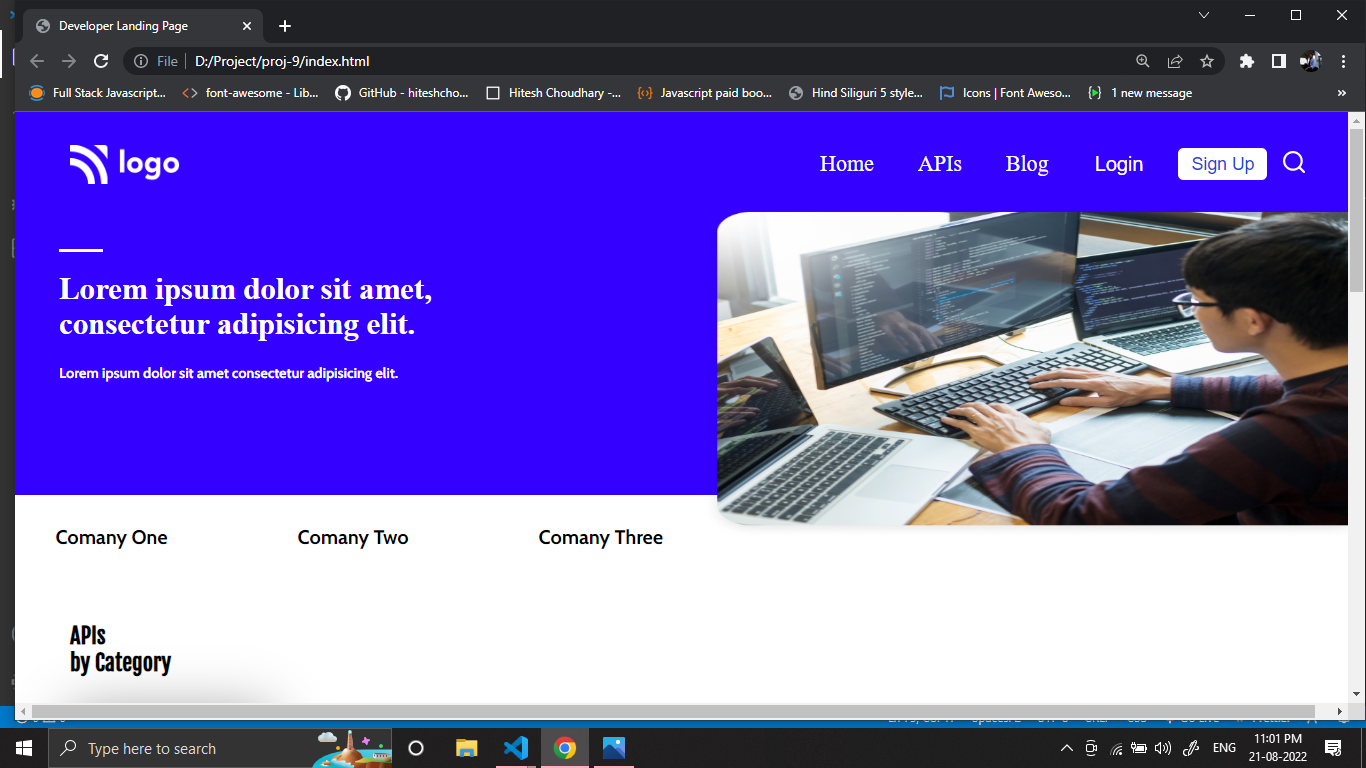 Developer Landing Page
File
D:/Project/proj-9/index.html
Full Stack Javascript...
font-awesome - Lib...
GitHub - hiteshcho...
Hitesh Choudhary -...
Javascript paid boo...
Hind Siliguri 5 style...
Icons | Font Aweso...
1 new message
logo
Home
APIs
Blog
Login
Sign Up
Lorem ipsum dolor sit amet,
consectetur adipisicing elit.
Lorem ipsum dolor sit amet consectetur adipisicing elit.
Comany One
Comany Two
Comany Three
APIs
by Category
Type here to search
ENG
11:01 PM
21-08-2022